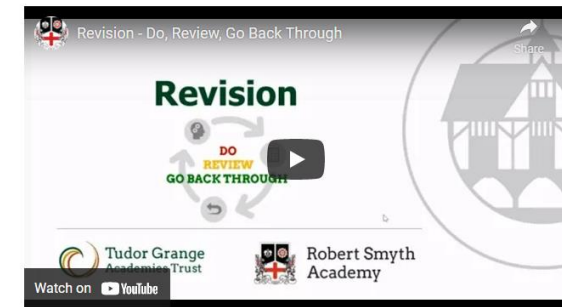 Revision - Do, Review, Go Back Through
Share
Revision
DO
REVIEW
GO BACK THROUGH
Tudor Grange
Academies Trust
Robert Smyth
Academy
Watch on YouTube